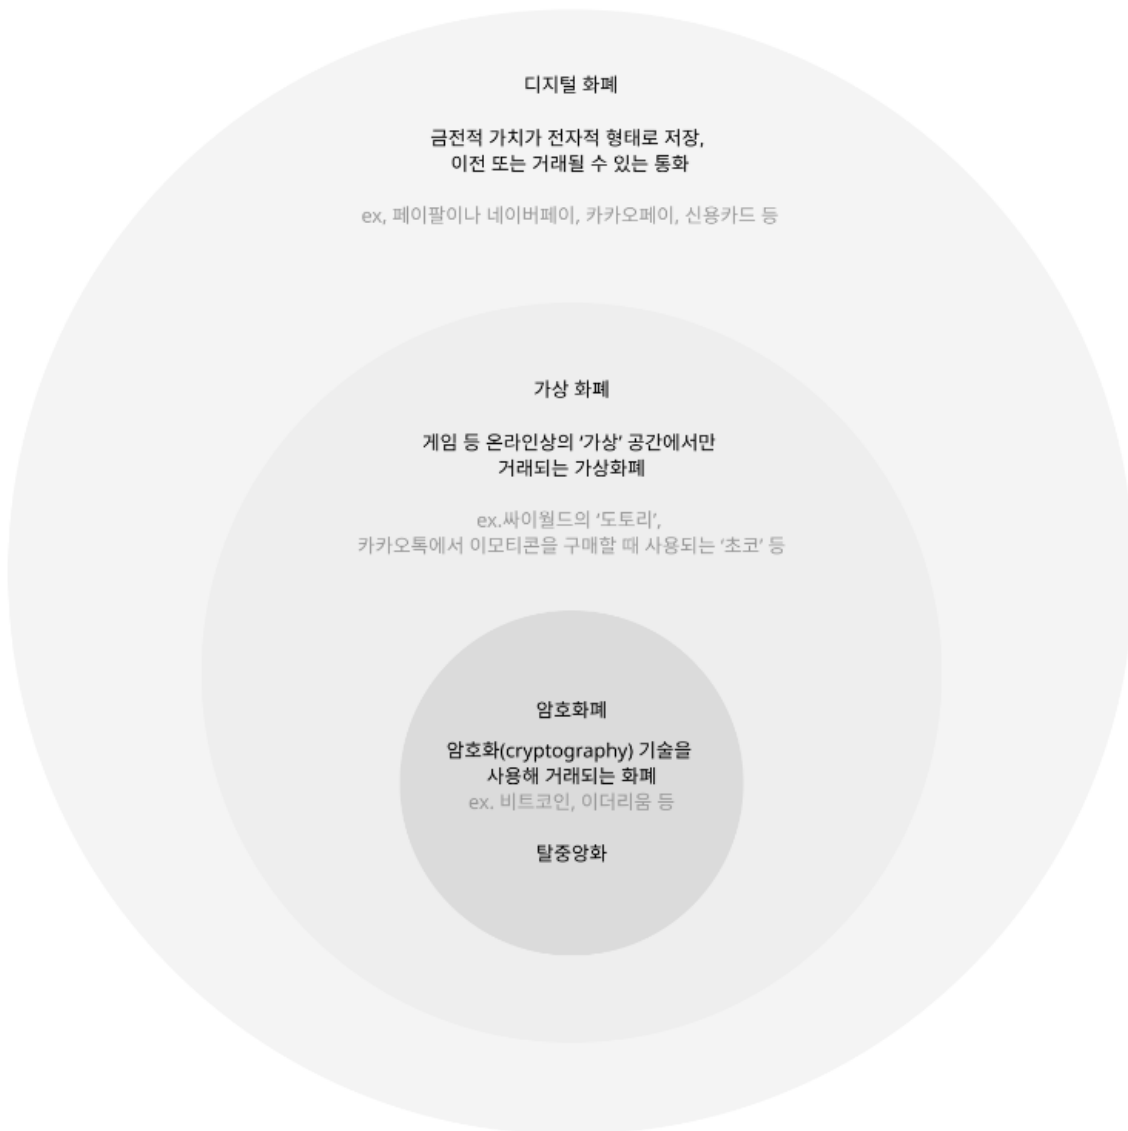 디지털 화폐
금전적 가치가 전자적 형태로 저장,
이전 또는 거래될 수 있는 통화
ex, 페이팔이나 네이버페이, 카카오페이, 신용카드 등
가상 화폐
게임 등 온라인상의 ‘가상’ 공간에서만
거래되는 가상화폐
ex.싸이월드의 ‘도토리’,
카카오톡에서 이모티콘을 구매할 때 사용되는 ‘초코’ 등
암호화폐
암호화(cryptography) 기술을
사용해 거래되는 화폐
ex. 비트코인, 이더리움 등
탈중앙화